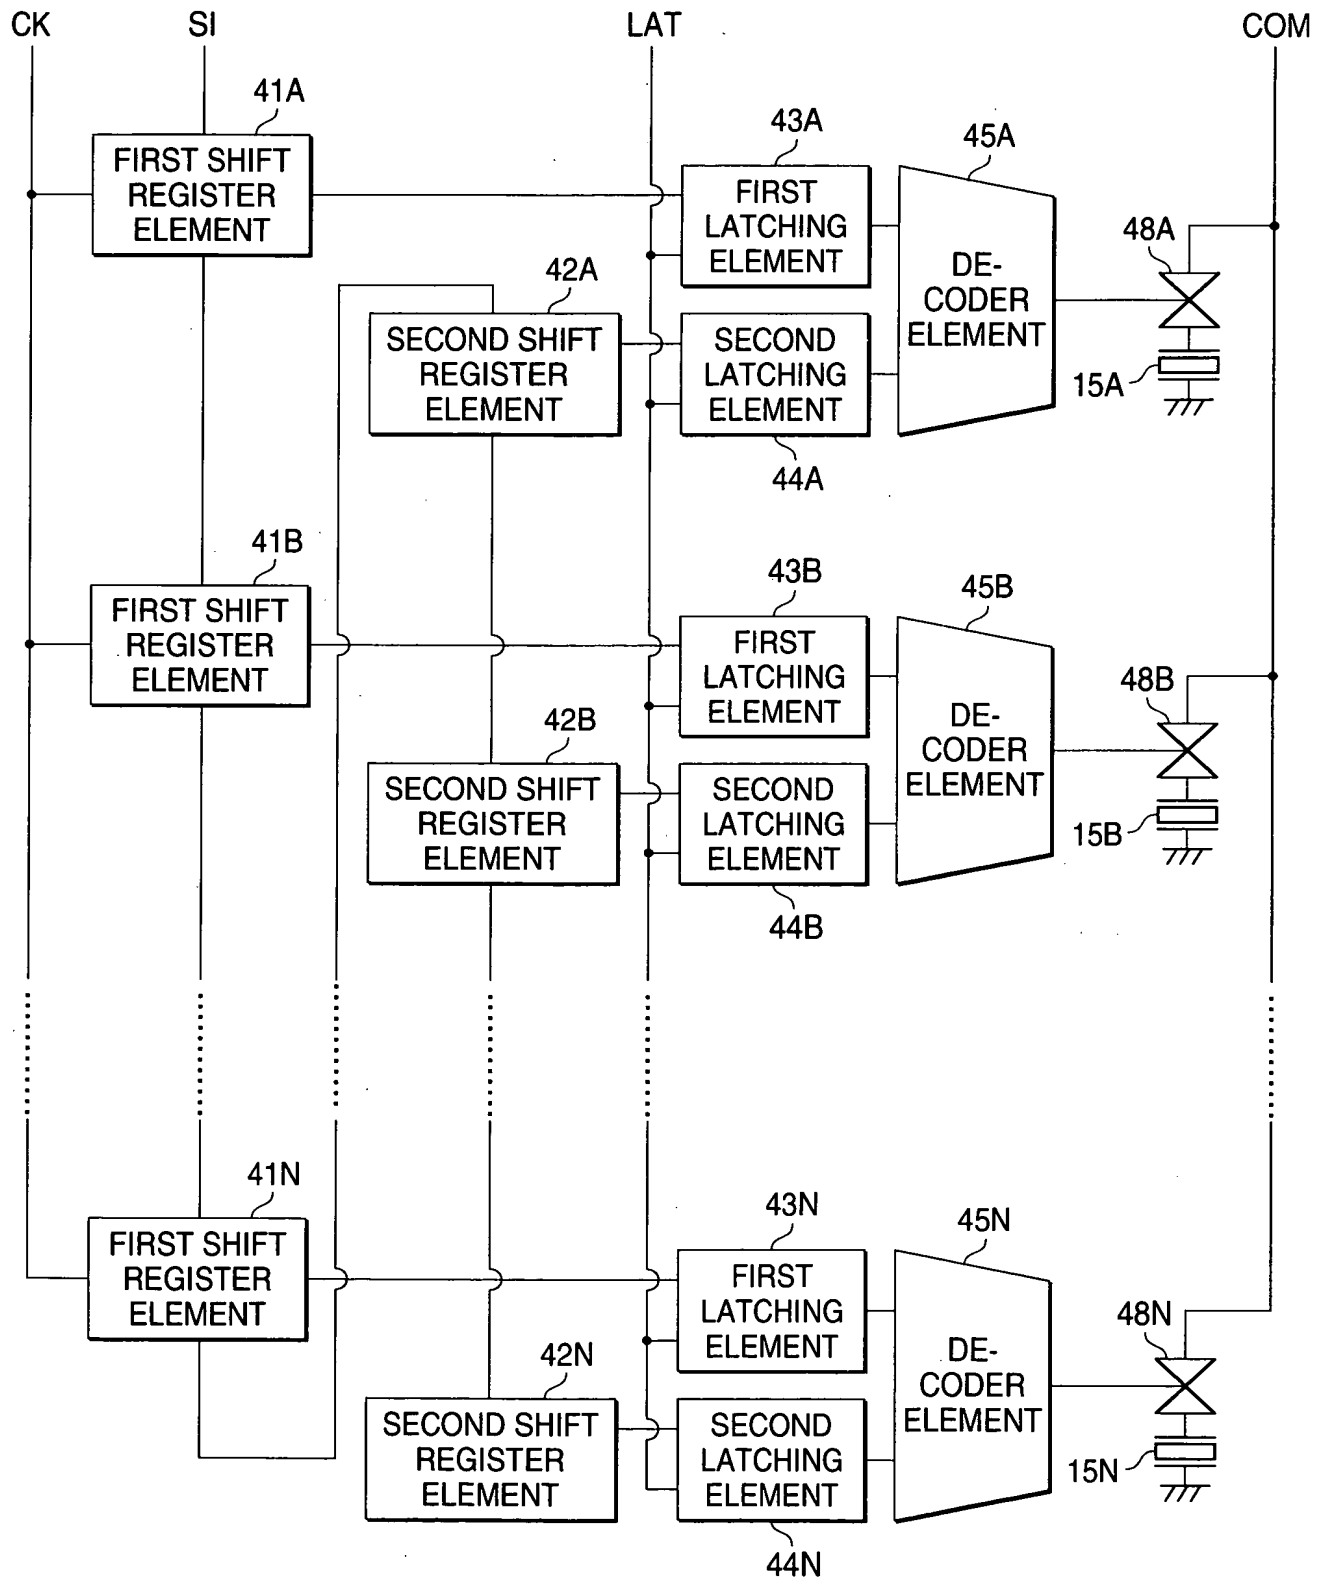 CK
SI
LAT
COM
41A
FIRST SHIFT
REGISTER
ELEMENT
43A
FIRST
LATCHING
ELEMENT
45A
DE-
CODER
ELEMENT
48A
15A
42A
SECOND SHIFT
REGISTER
ELEMENT
SECOND
LATCHING
ELEMENT
44A
41B
FIRST SHIFT
REGISTER
ELEMENT
43B
FIRST
LATCHING
ELEMENT
45B
DE-
CODER
ELEMENT
48B
15B
42B
SECOND SHIFT
REGISTER
ELEMENT
SECOND
LATCHING
ELEMENT
44B
41N
FIRST SHIFT
REGISTER
ELEMENT
43N
FIRST
LATCHING
ELEMENT
45N
DE-
CODER
ELEMENT
48N
15N
42N
SECOND SHIFT
REGISTER
ELEMENT
SECOND
LATCHING
ELEMENT
44N